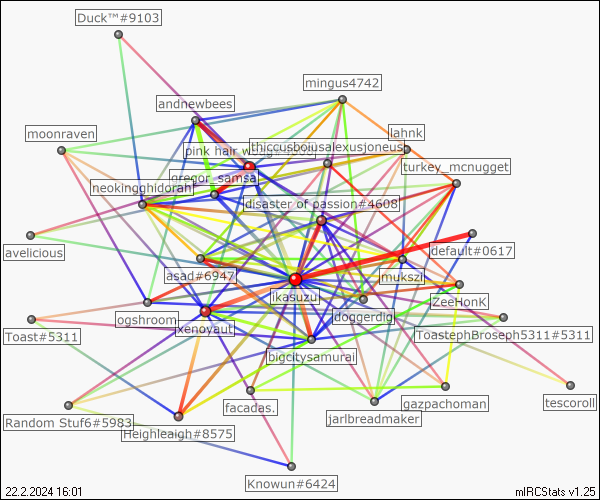 Duck™#9103
mingus4742
andnewbees
moonraven
lahnk
pink hair
thiccusboiusalexusjoneus
turkey_mcnugget
gregor_samsa
neokingghidorah
disaster of passion#4608
avelicious
default#0617
asad#6947
mukszi
ikasuzu
ZeeHonK
doggerdigi
ogshroom
xenoyaut
Toast#5311
ToastephBroseph5311#5311
bigcitysamurai
gazpachoman
tescoroll
facadas.
jarlbreadmaker
Random Stuf6#5983
Heighleaigh#8575
Knowun#6424
22.2.2024 16:01
mIRCStats v1.25